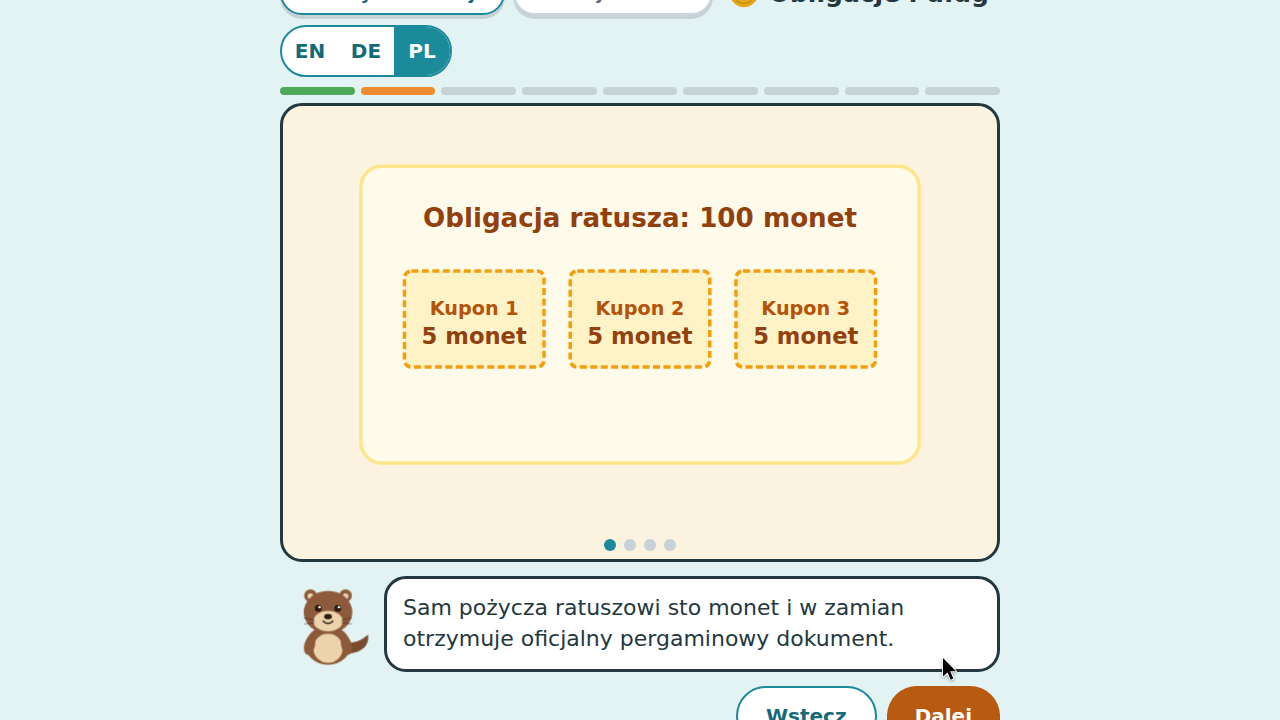 EN DE PL
Obligacja ratusza: 100 monet
Kupon 1 Kupon 2 Kupon 3
5 monet 5 monet 5 monet
Sam pożycza ratuszowi sto monet i w zamian
otrzymuje oficjalny pergaminowy dokument.
Wstecz Dalej